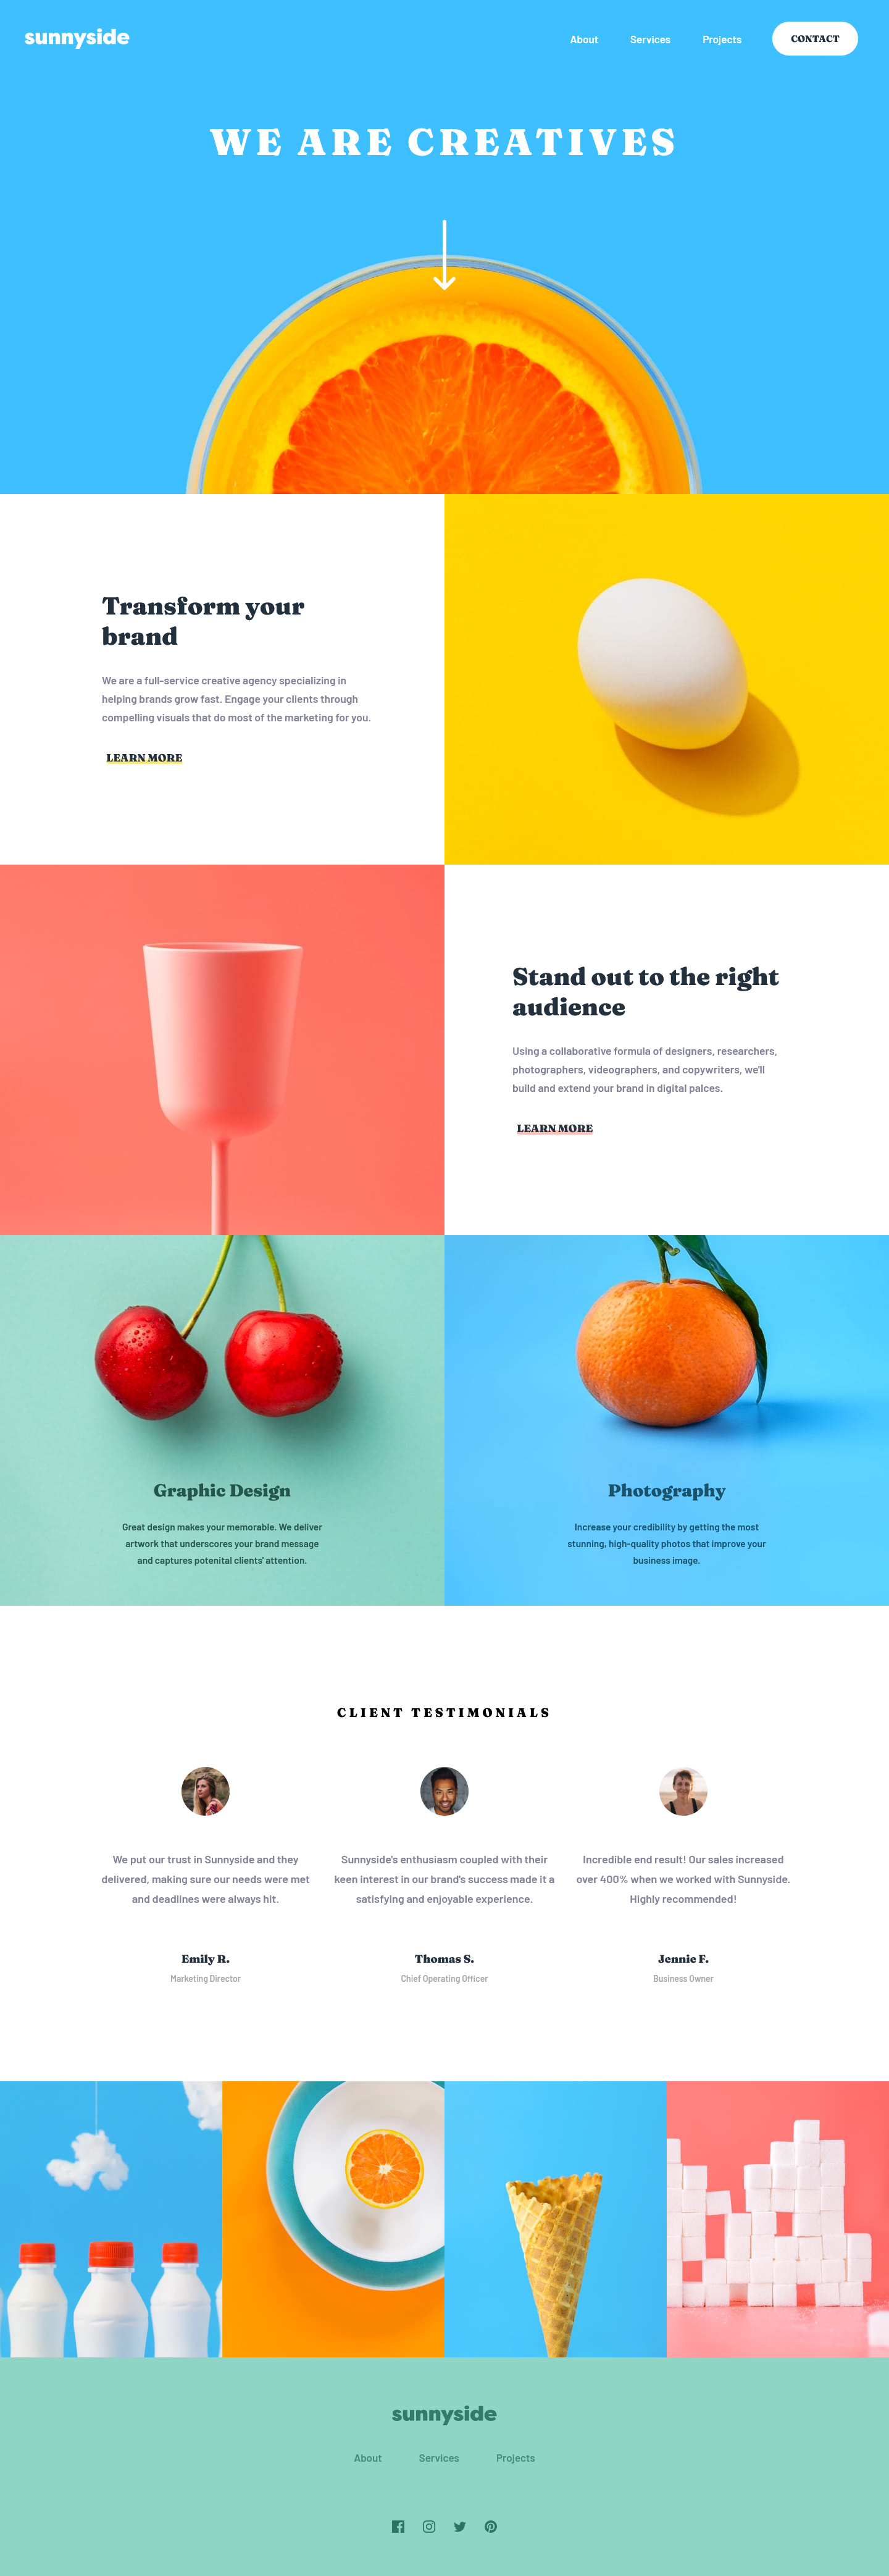 sunnyside
About
Services
Projects
CONTACT
WE ARE CREATIVES
Transform your
brand
We are a full-service creative agency specializing in
helping brands grow fast. Engage your clients through
compelling visuals that do most of the marketing for you.
LEARN MORE
Stand out to the right
audience
Using a collaborative formula of designers, researchers,
photographers, videographers, and copywriters, we'll
build and extend your brand in digital palces.
LEARN MORE
Graphic Design
Great design makes your memorable. We deliver
artwork that underscores your brand message
and captures potenital clients' attention.
Photography
Increase your credibility by getting the most
stunning, high-quality photos that improve your
business image.
CLIENT TESTIMONIALS
We put our trust in Sunnyside and they
delivered, making sure our needs were met
and deadlines were always hit.
Emily R.
Marketing Director
Sunnyside's enthusiasm coupled with their
keen interest in our brand's success made it a
satisfying and enjoyable experience.
Thomas S.
Chief Operating Officer
Incredible end result! Our sales increased
over 400% when we worked with Sunnyside.
Highly recommended!
Jennie F.
Business Owner
sunnyside
About
Services
Projects